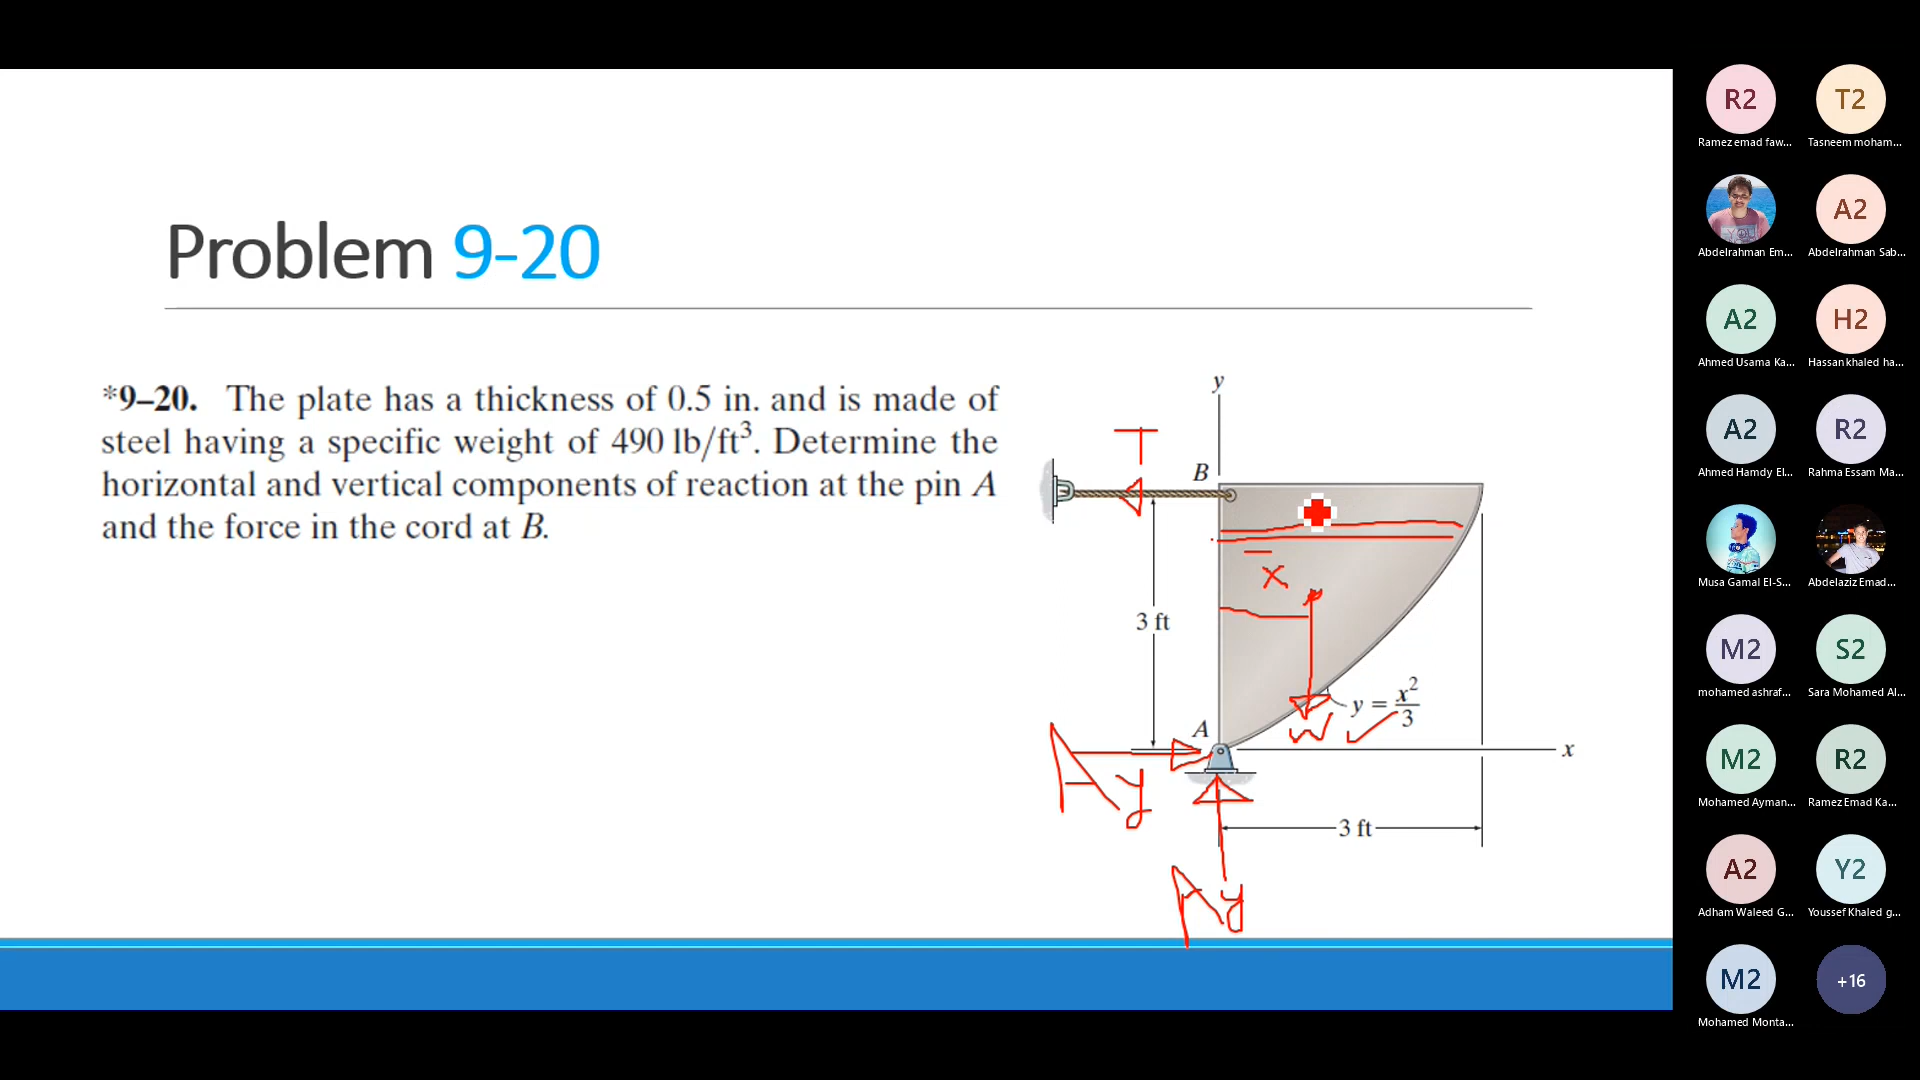 Problem 9-20
*9–20. The plate has a thickness of 0.5 in. and is made of
steel having a specific weight of 490 lb/ft³. Determine the
horizontal and vertical components of reaction at the pin A
and the force in the cord at B.
y
T
B
x̄
3 ft
y = x²/3
W
A
x
Ay
3 ft
Ay
R2
T2
Ramez emad faw...
Tasneem moham...
A2
Abdelrahman Em...
Abdelrahman Sab...
A2
H2
Ahmed Usama Ka...
Hassan khaled ha...
A2
R2
Ahmed Hamdy El...
Rahma Essam Ma...
Musa Gamal El-S...
Abdelaziz Emad...
M2
S2
mohamed ashraf...
Sara Mohamed Al...
M2
R2
Mohamed Ayman...
Ramez Emad Ka...
A2
Y2
Adham Waleed G...
Youssef Khaled g...
M2
+16
Mohamed Monta...